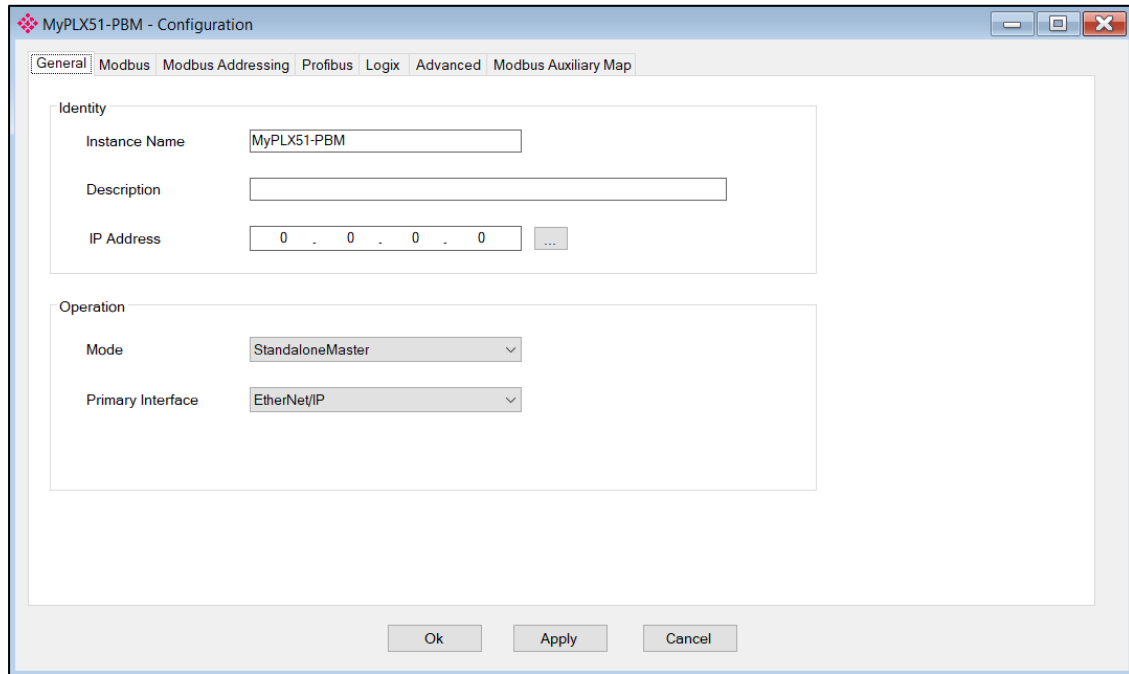 MyPLX51-PBM - Configuration
General Modbus Modbus Addressing Profibus Logix Advanced Modbus Auxiliary Map
Identity
Instance Name MyPLX51-PBM
Description
IP Address 0 . 0 . 0 . 0 ...
Operation
Mode StandaloneMaster
Primary Interface EtherNet/IP
Ok Apply Cancel